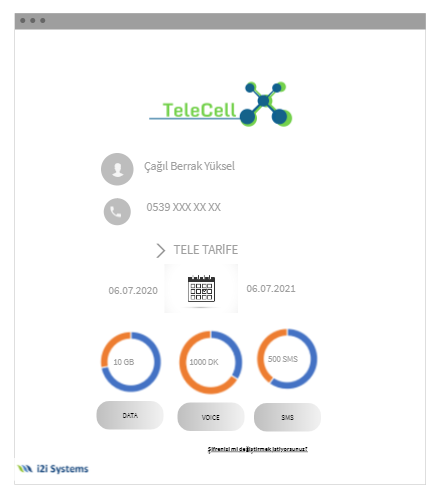 TeleCell
Çağıl Berrak Yüksel
0539 XXX XX XX
TELE TARİFE
06.07.2020
06.07.2021
10 GB
1000 DK
500 SMS
DATA
VOICE
SMS
Şifrenizi mi değiştirmek istiyorsunuz?
i2i Systems